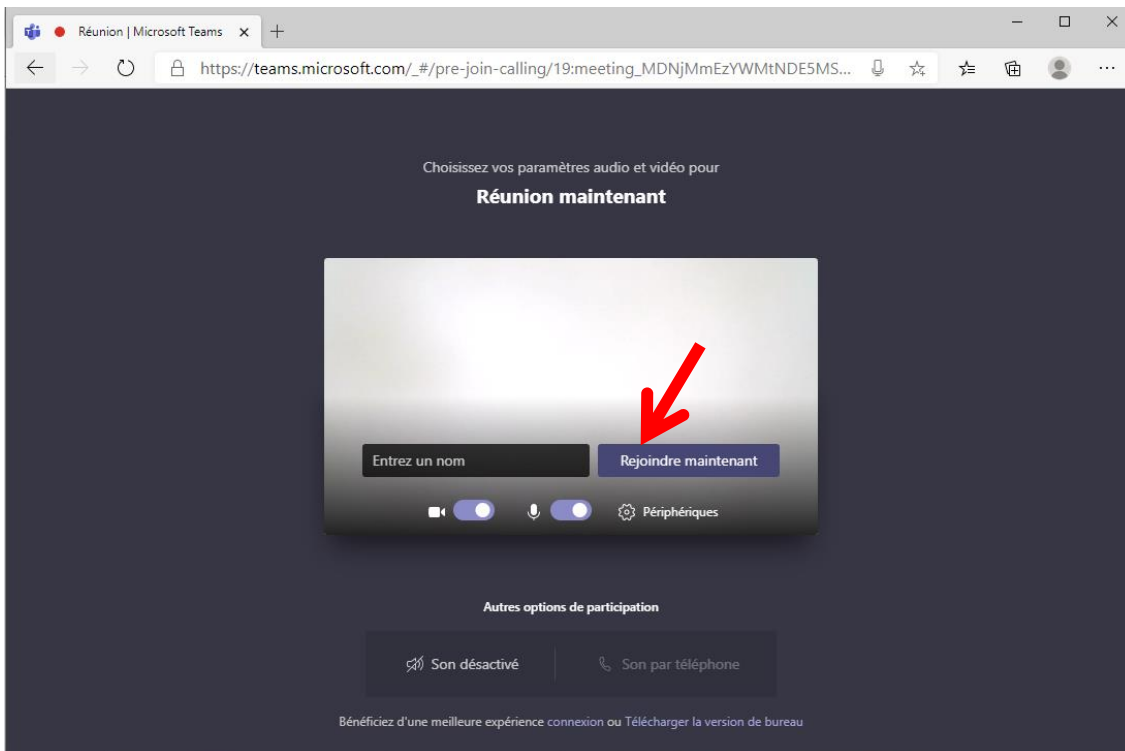 Réunion | Microsoft Teams
https://teams.microsoft.com/_#/pre-join-calling/19:meeting_MDNjMmEzYWMtNDE5MS...
Choisissez vos paramètres audio et vidéo pour
Réunion maintenant
Entrez un nom
Rejoindre maintenant
Périphériques
Autres options de participation
Son désactivé
Son par téléphone
Bénéficiez d'une meilleure expérience connexion ou Télécharger la version de bureau